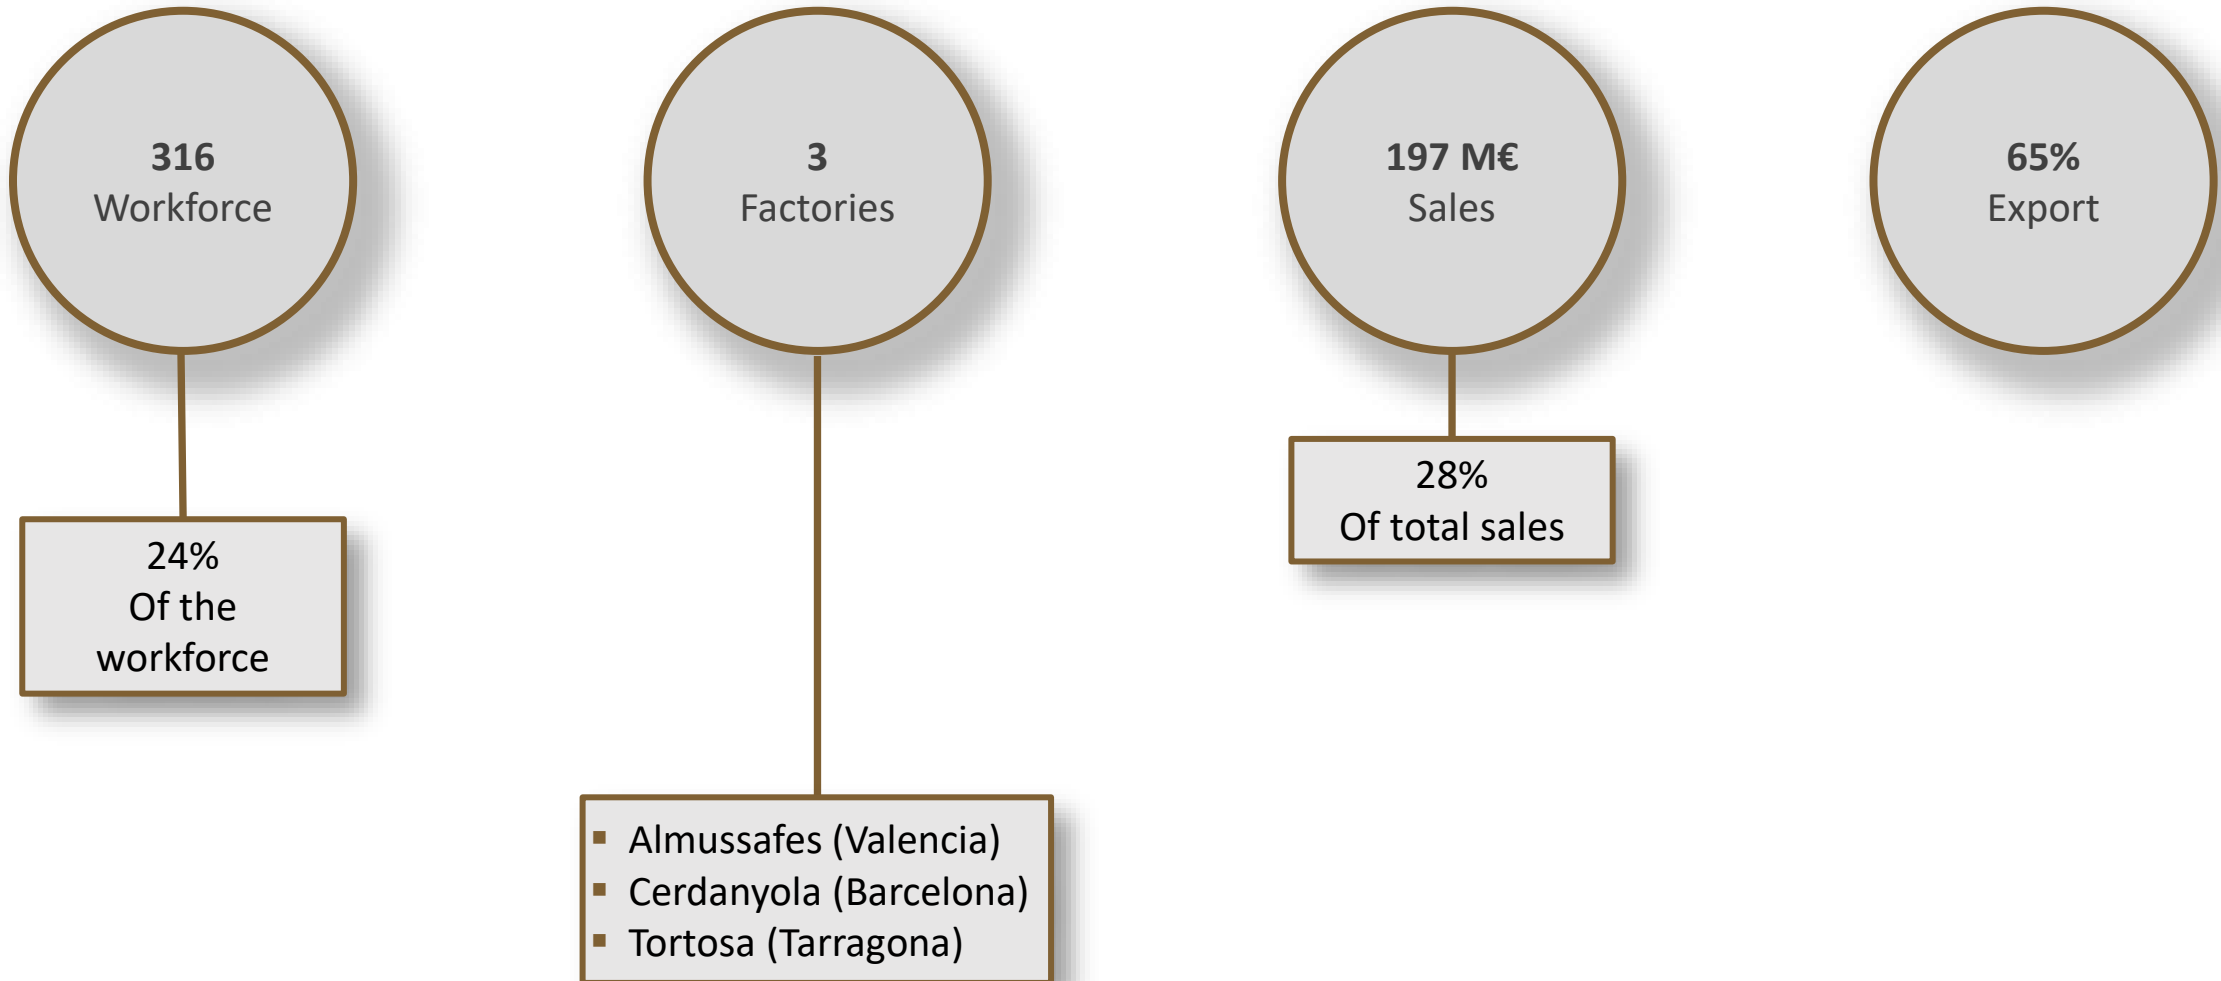 316
Workforce
3
Factories
197 M€
Sales
65%
Export
24%
Of the
workforce
28%
Of total sales
▪ Almussafes (Valencia)
▪ Cerdanyola (Barcelona)
▪ Tortosa (Tarragona)